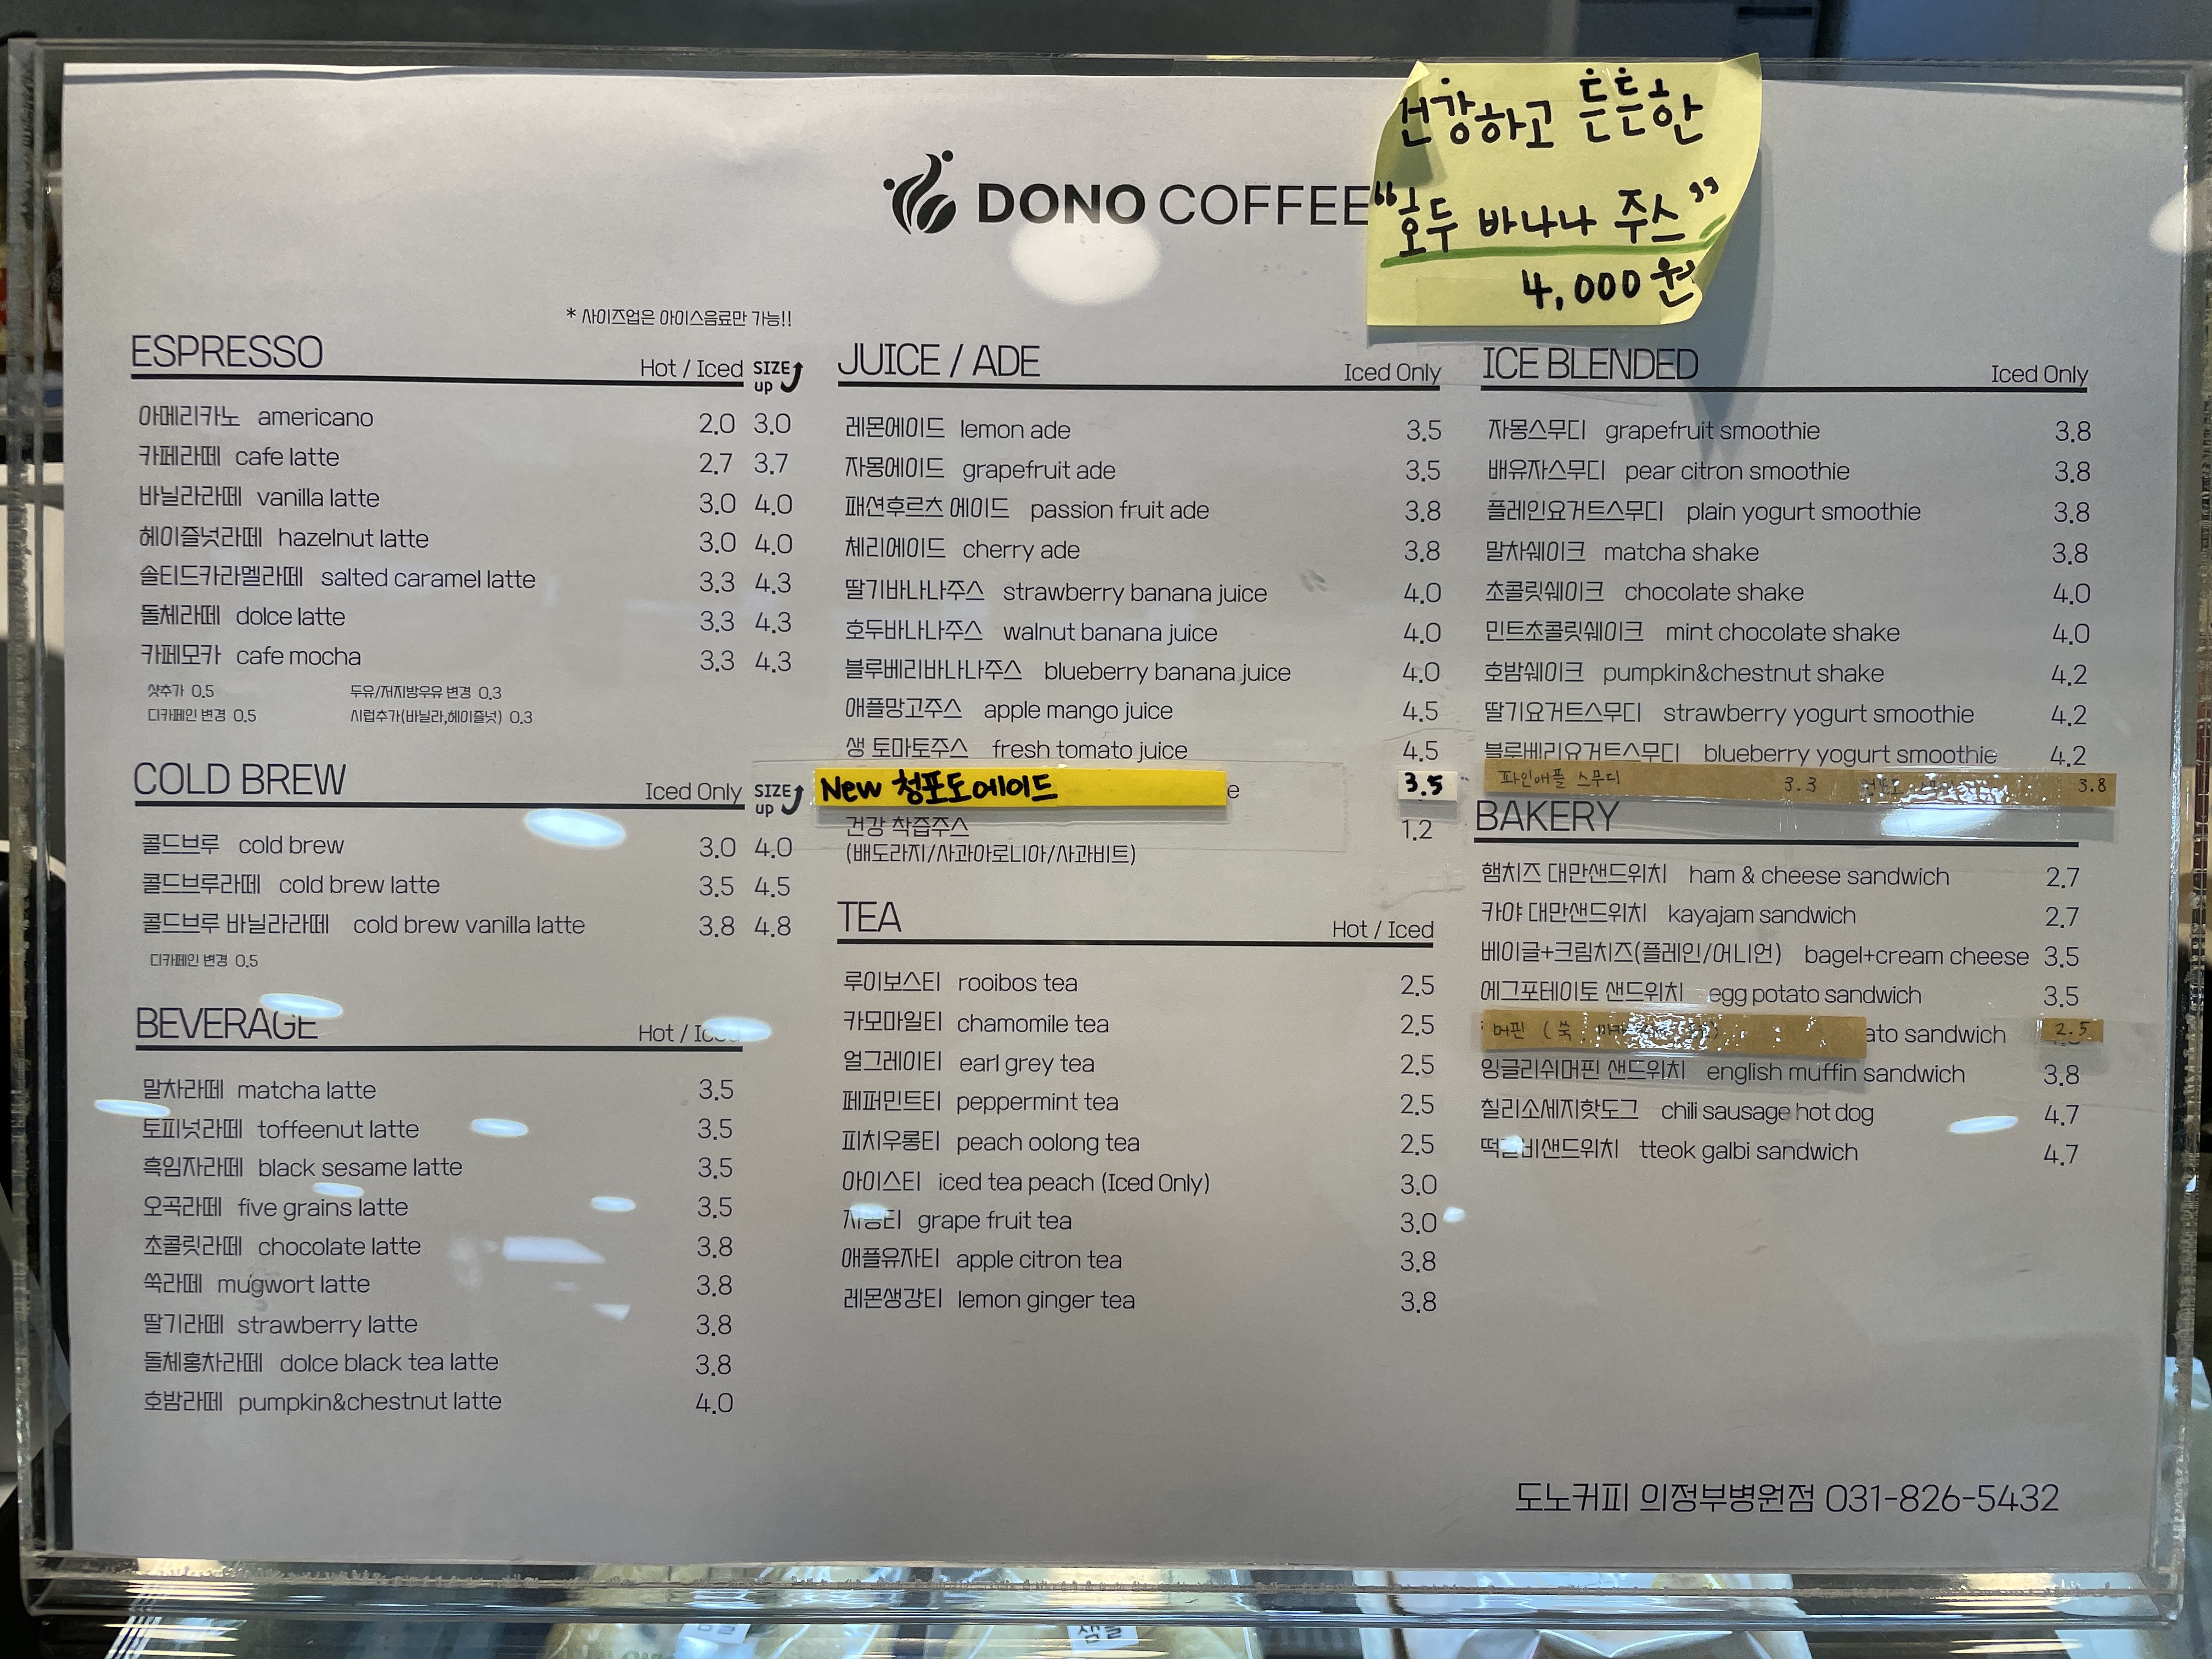 건강하고 튼튼한
"호두 바나나 주스"
4,000원
DONO COFFEE
* 사이즈업은 아이스음료만 가능!!
ESPRESSO Hot / Iced SIZE up
아메리카노 americano 2.0 3.0
카페라떼 cafe latte 2.7 3.7
바닐라라떼 vanilla latte 3.0 4.0
헤이즐넛라떼 hazelnut latte 3.0 4.0
솔티드카라멜라떼 salted caramel latte 3.3 4.3
돌체라떼 dolce latte 3.3 4.3
카페모카 cafe mocha 3.3 4.3
샷추가 0.5 두유/저지방우유 변경 0.3
디카페인 변경 0.5 시럽추가(바닐라,헤이즐넛) 0.3
COLD BREW Iced Only SIZE up
콜드브루 cold brew 3.0 4.0
콜드브루라떼 cold brew latte 3.5 4.5
콜드브루 바닐라라떼 cold brew vanilla latte 3.8 4.8
디카페인 변경 0.5
BEVERAGE Hot / Iced
말차라떼 matcha latte 3.5
토피넛라떼 toffeenut latte 3.5
흑임자라떼 black sesame latte 3.5
오곡라떼 five grains latte 3.5
초콜릿라떼 chocolate latte 3.8
쑥라떼 mugwort latte 3.8
딸기라떼 strawberry latte 3.8
돌체홍차라떼 dolce black tea latte 3.8
호밤라떼 pumpkin&chestnut latte 4.0
JUICE / ADE Iced Only
레몬에이드 lemon ade 3.5
자몽에이드 grapefruit ade 3.5
패션후르츠 에이드 passion fruit ade 3.8
체리에이드 cherry ade 3.8
딸기바나나주스 strawberry banana juice 4.0
호두바나나주스 walnut banana juice 4.0
블루베리바나나주스 blueberry banana juice 4.0
애플망고주스 apple mango juice 4.5
생 토마토주스 fresh tomato juice 4.5
New 청포도에이드 e 3.5
건강 착즙주스 1.2
(배도라지/사과아로니아/사과비트)
TEA Hot / Iced
루이보스티 rooibos tea 2.5
카모마일티 chamomile tea 2.5
얼그레이티 earl grey tea 2.5
페퍼민트티 peppermint tea 2.5
피치우롱티 peach oolong tea 2.5
아이스티 iced tea peach (Iced Only) 3.0
자몽티 grape fruit tea 3.0
애플유자티 apple citron tea 3.8
레몬생강티 lemon ginger tea 3.8
ICE BLENDED Iced Only
자몽스무디 grapefruit smoothie 3.8
배유자스무디 pear citron smoothie 3.8
플레인요거트스무디 plain yogurt smoothie 3.8
말차쉐이크 matcha shake 3.8
초콜릿쉐이크 chocolate shake 4.0
민트초콜릿쉐이크 mint chocolate shake 4.0
호밤쉐이크 pumpkin&chestnut shake 4.2
딸기요거트스무디 strawberry yogurt smoothie 4.2
블루베리요거트스무디 blueberry yogurt smoothie 4.2
파인애플 스무디 3.3 3.8
BAKERY
햄치즈 대만샌드위치 ham & cheese sandwich 2.7
카야 대만샌드위치 kayajam sandwich 2.7
베이글+크림치즈(플레인/어니언) bagel+cream cheese 3.5
에그포테이토 샌드위치 egg potato sandwich 3.5
머핀 (쑥, ato sandwich 2.5
잉글리쉬머핀 샌드위치 english muffin sandwich 3.8
칠리소세지핫도그 chili sausage hot dog 4.7
떡갈비샌드위치 tteok galbi sandwich 4.7
도노커피 의정부병원점 031-826-5432